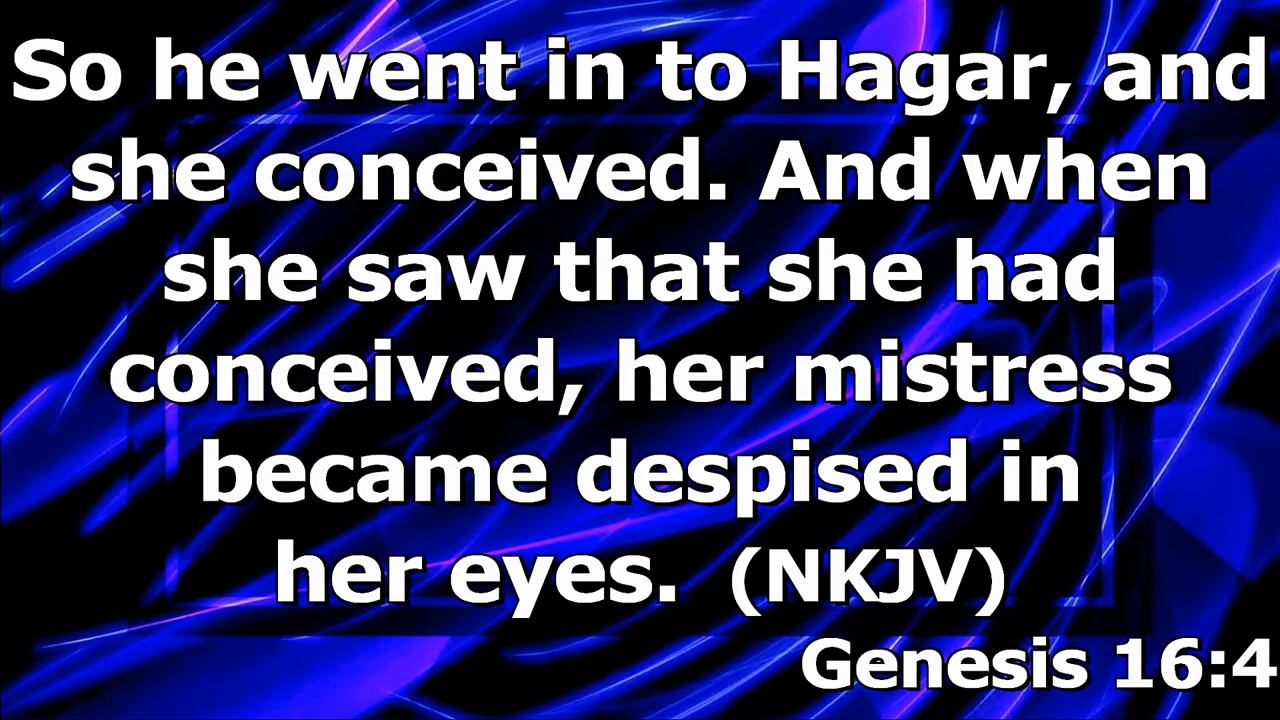 So he went in to Hagar, and
she conceived. And when
she saw that she had
conceived, her mistress
became despised in
her eyes. (NKJV)
Genesis 16:4